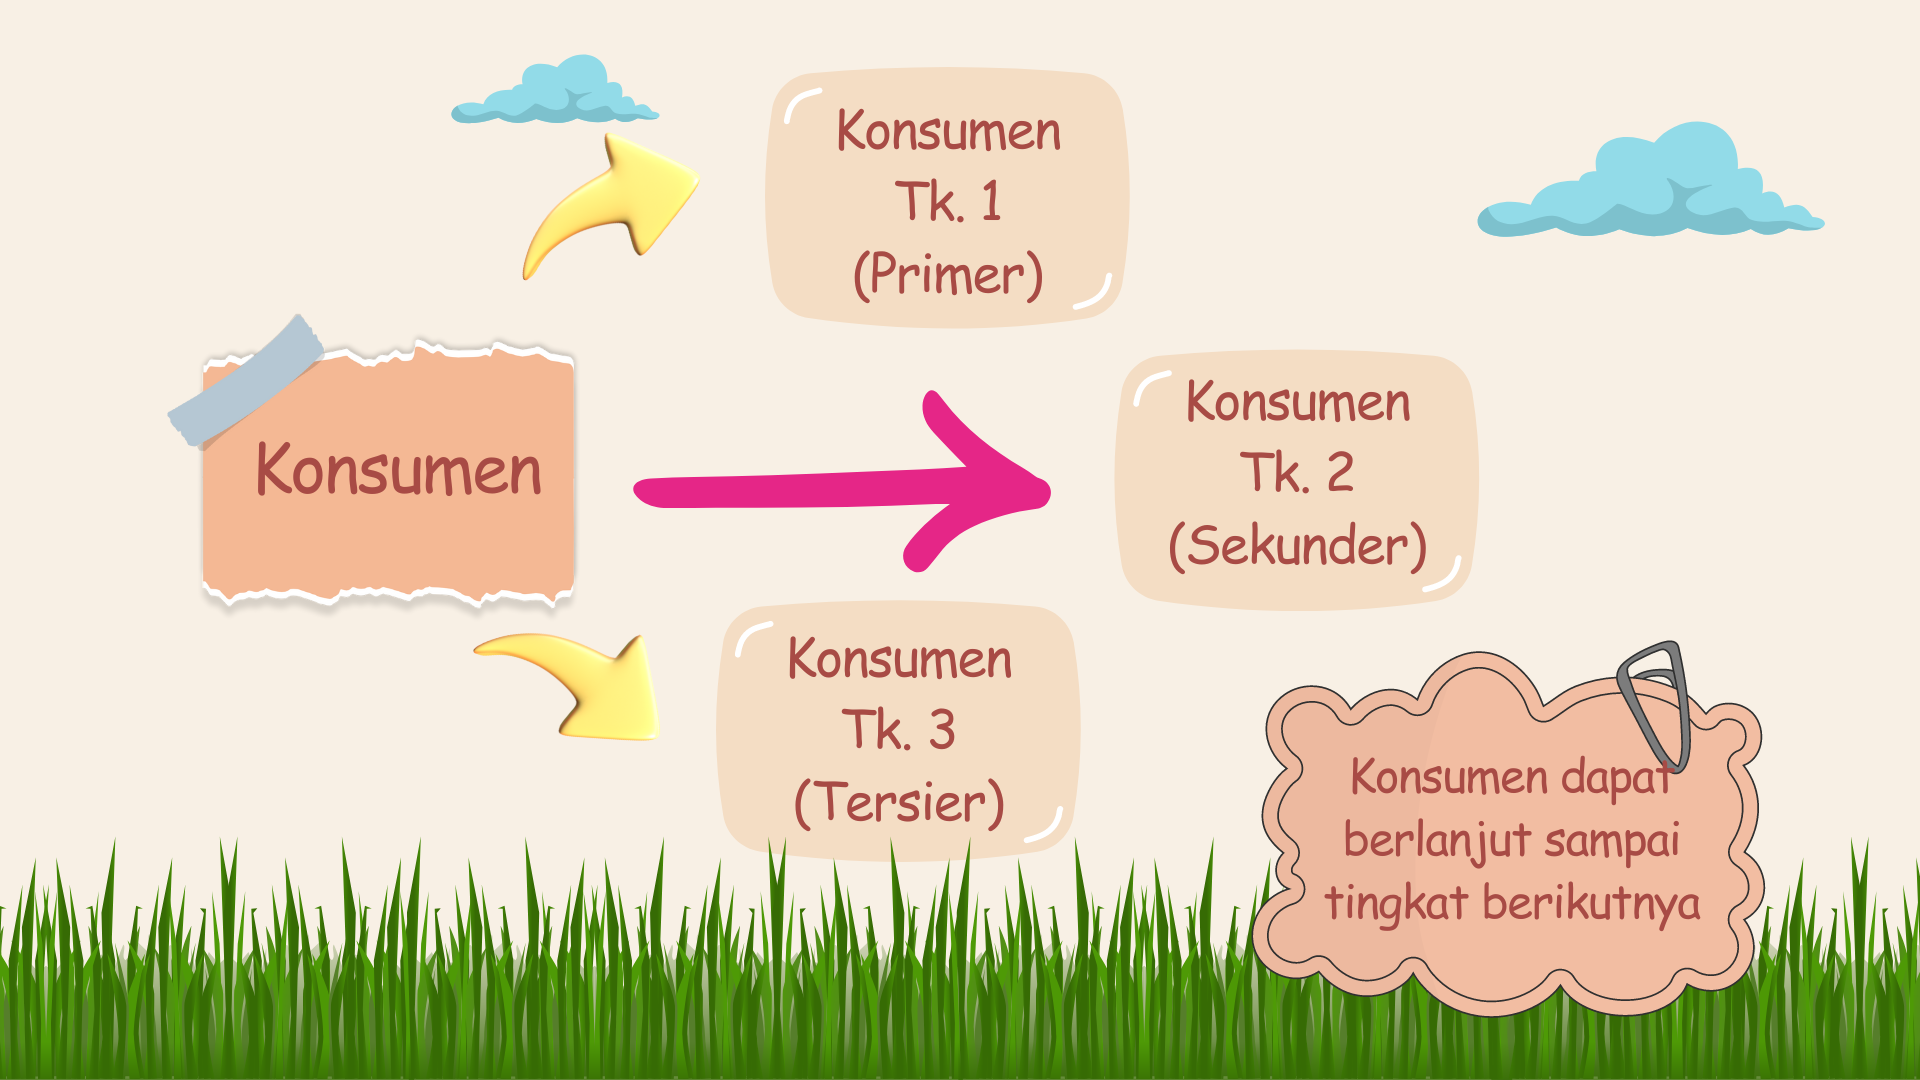 Konsumen
Tk. 1
(Primer)
Konsumen
Konsumen
Tk. 2
(Sekunder)
Konsumen
Tk. 3
(Tersier)
Konsumen dapat
berlanjut sampai
tingkat berikutnya